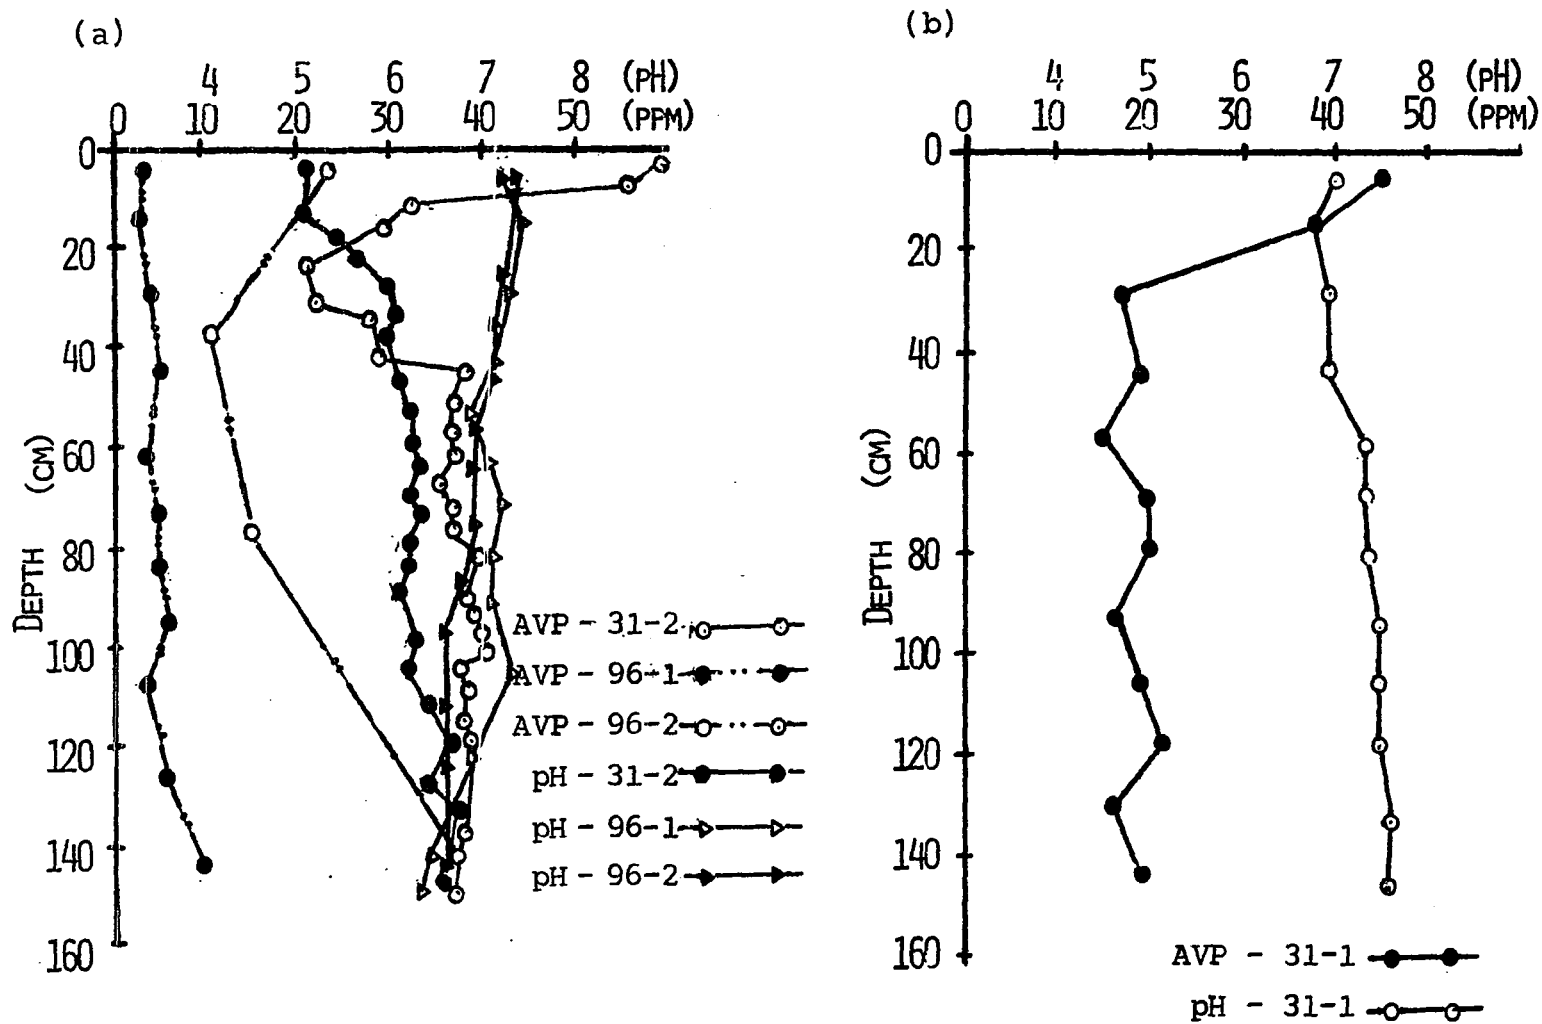 (a)
4 5 6 7 8 (pH)
0 10 20 30 40 50 (PPM)
0
20
40
60
80
100
120
140
160
DEPTH (CM)
AVP - 31-2
AVP - 96-1
AVP - 96-2
pH - 31-2
pH - 96-1
pH - 96-2
(b)
4 5 6 7 8 (pH)
0 10 20 30 40 50 (PPM)
0
20
40
60
80
100
120
140
160
DEPTH (CM)
AVP - 31-1
pH - 31-1